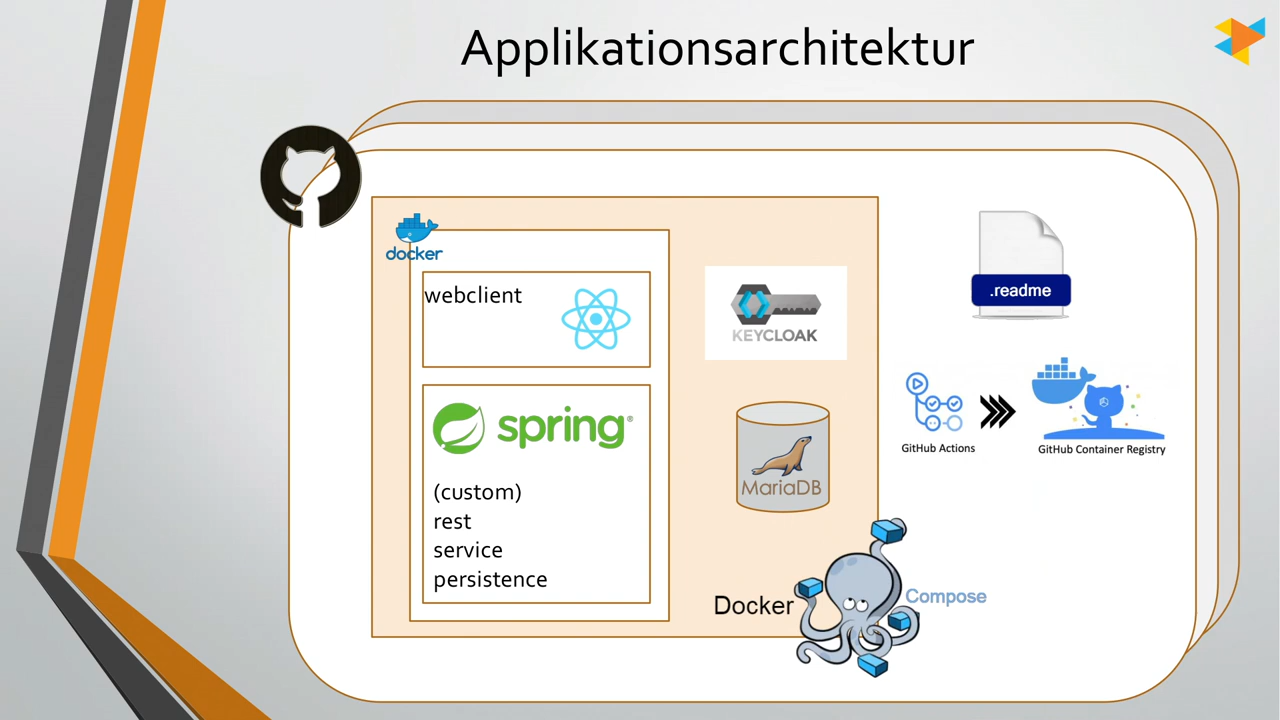 Applikationsarchitektur
docker
webclient
spring®
(custom)
rest
service
persistence
KEYCLOAK
MariaDB
Docker Compose
.readme
GitHub Actions
GitHub Container Registry